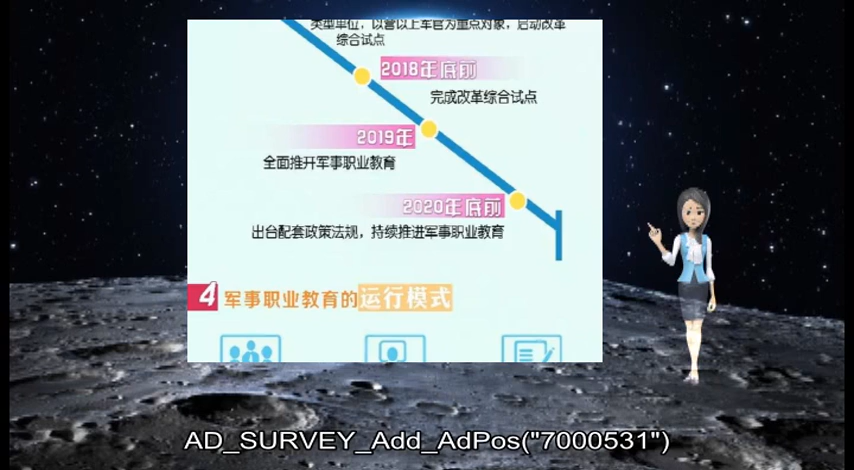 类型单位，以营以上军官为重点对象，启动改革
综合试点
2018年底前
完成改革综合试点
2019年
全面推开军事职业教育
2020年底前
出台配套政策法规，持续推进军事职业教育
4 军事职业教育的运行模式
AD_SURVEY_Add_AdPos("7000531")